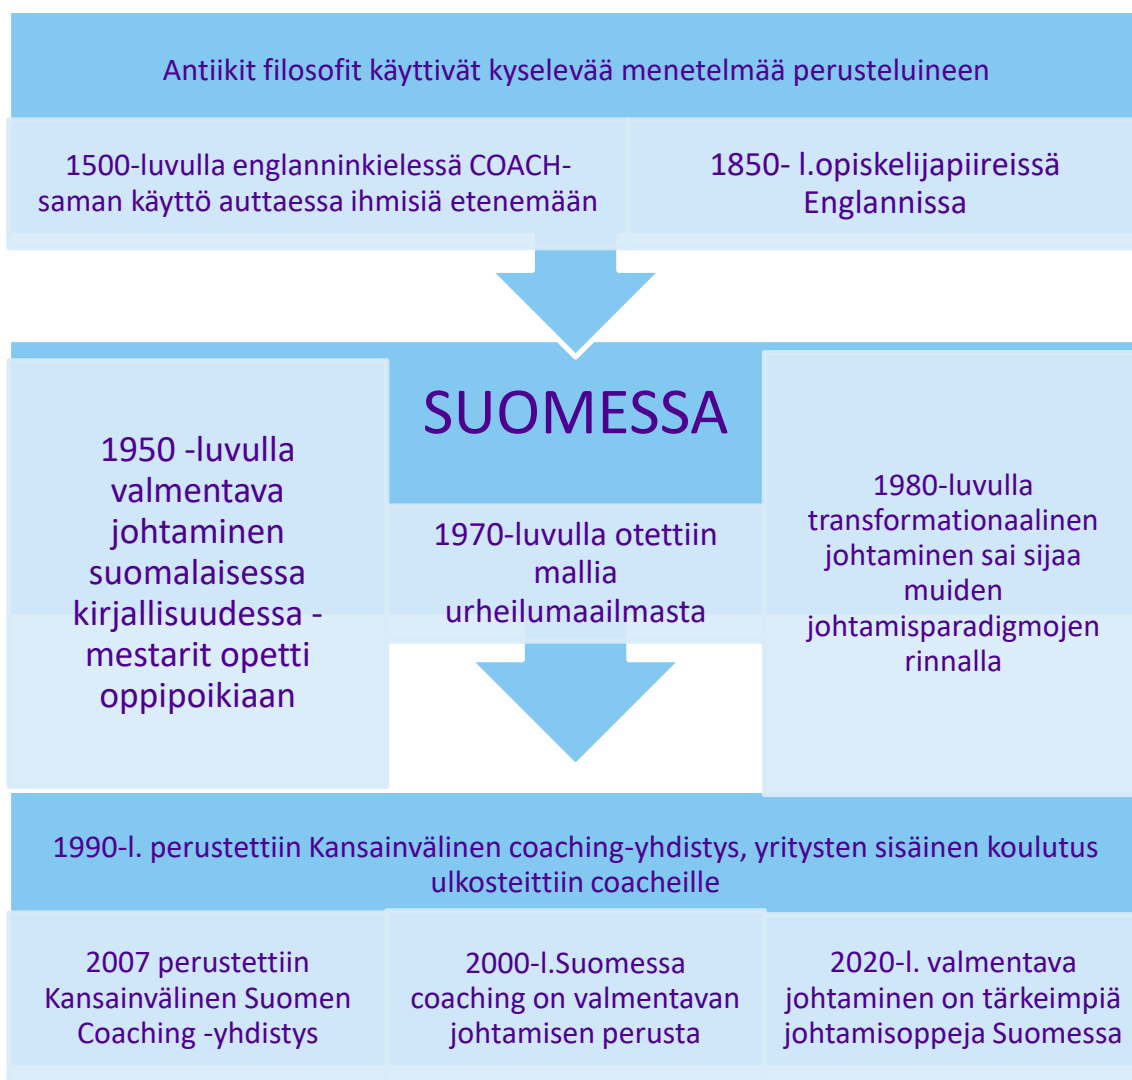 Antiikit filosofit käyttivät kyselevää menetelmää perusteluineen
1500-luvulla englanninkielessä COACH-
saman käyttö auttaessa ihmisiä etenemään
1850- l.opiskelijapiireissä
Englannissa
SUOMESSA
1950 -luvulla
valmentava
johtaminen
suomalaisessa
kirjallisuudessa -
mestarit opetti
oppipoikiaan
1970-luvulla otettiin
mallia
urheilumaailmasta
1980-luvulla
transformationaalinen
johtaminen sai sijaa
muiden
johtamisparadigmojen
rinnalla
1990-l. perustettiin Kansainvälinen coaching-yhdistys, yritysten sisäinen koulutus
ulkosteittiin coacheille
2007 perustettiin
Kansainvälinen Suomen
Coaching -yhdistys
2000-l.Suomessa
coaching on valmentavan
johtamisen perusta
2020-l. valmentava
johtaminen on tärkeimpiä
johtamisoppeja Suomessa